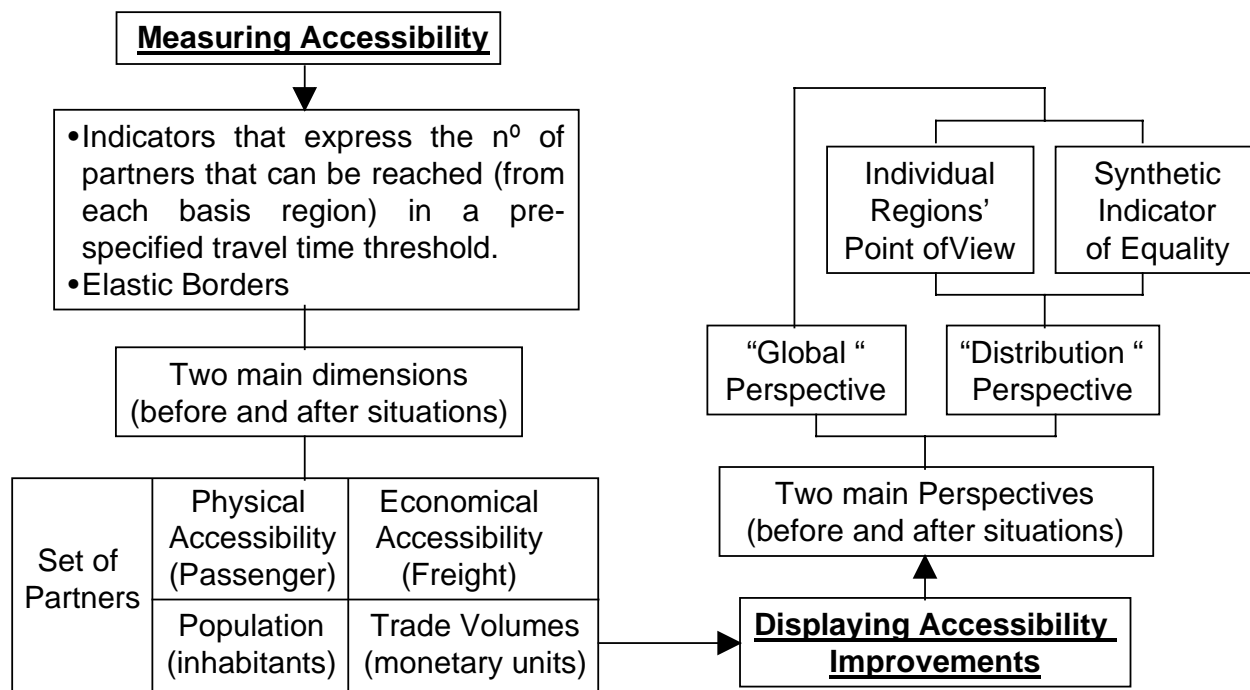 Measuring Accessibility
•Indicators that express the nº of
partners that can be reached (from
each basis region) in a pre-
specified travel time threshold.
•Elastic Borders
Two main dimensions
(before and after situations)
Set of
Partners
Physical
Accessibility
(Passenger)
Economical
Accessibility
(Freight)
Population
(inhabitants)
Trade Volumes
(monetary units)
Individual
Regions’
Point ofView
Synthetic
Indicator
of Equality
“Global “
Perspective
“Distribution “
Perspective
Two main Perspectives
(before and after situations)
Displaying Accessibility
Improvements